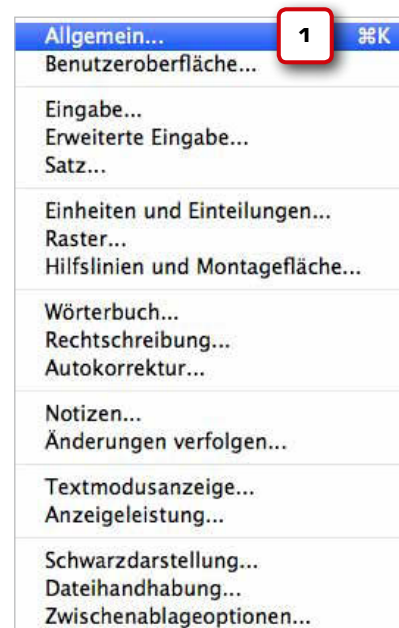 Allgemein... 1 ⌘K
Benutzeroberfläche...
Eingabe...
Erweiterte Eingabe...
Satz...
Einheiten und Einteilungen...
Raster...
Hilfslinien und Montagefläche...
Wörterbuch...
Rechtschreibung...
Autokorrektur...
Notizen...
Änderungen verfolgen...
Textmodusanzeige...
Anzeigeleistung...
Schwarzdarstellung...
Dateihandhabung...
Zwischenablageoptionen...